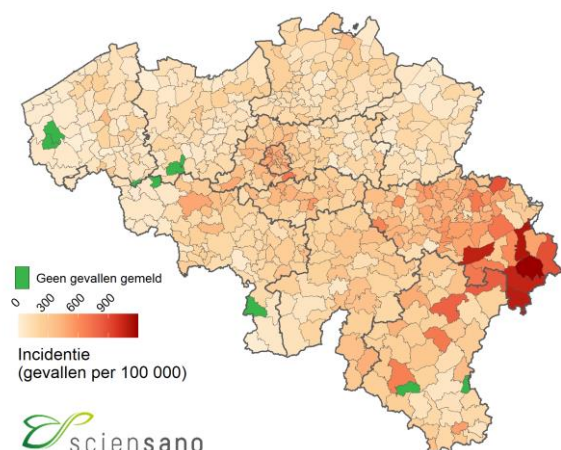 Geen gevallen gemeld
0 300 600 900
Incidentie
(gevallen per 100 000)
sciensano